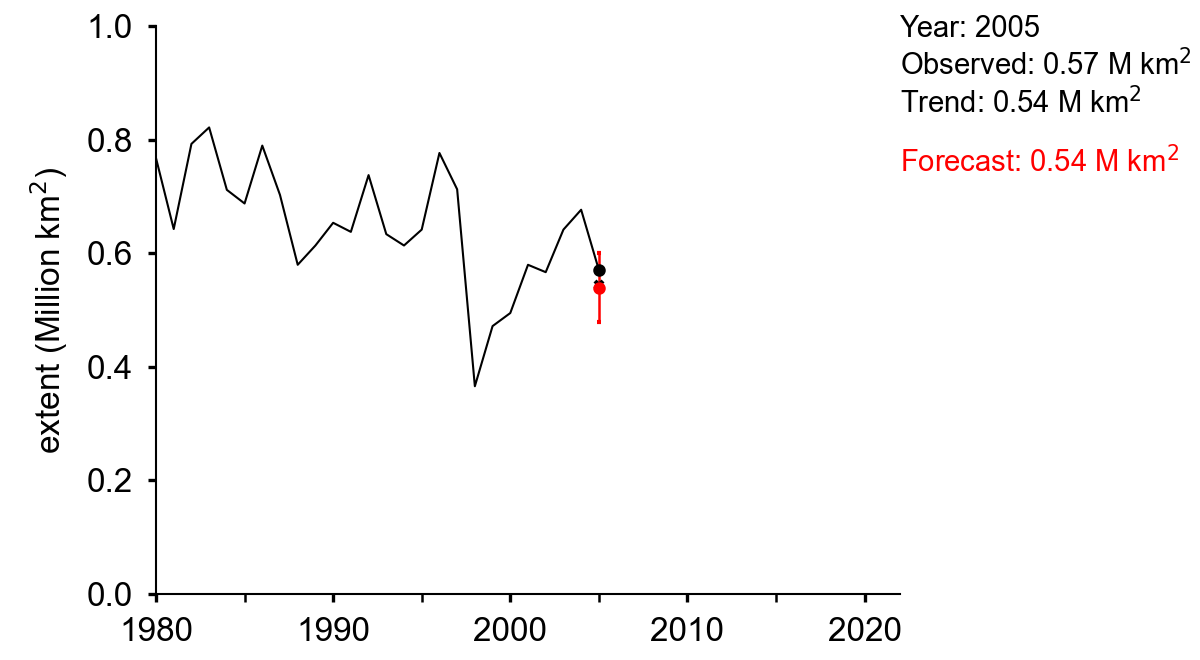 Year: 2005
Observed: 0.57 M km²
Trend: 0.54 M km²
Forecast: 0.54 M km²
extent (Million km²)
1.0
0.8
0.6
0.4
0.2
0.0
1980 1990 2000 2010 2020